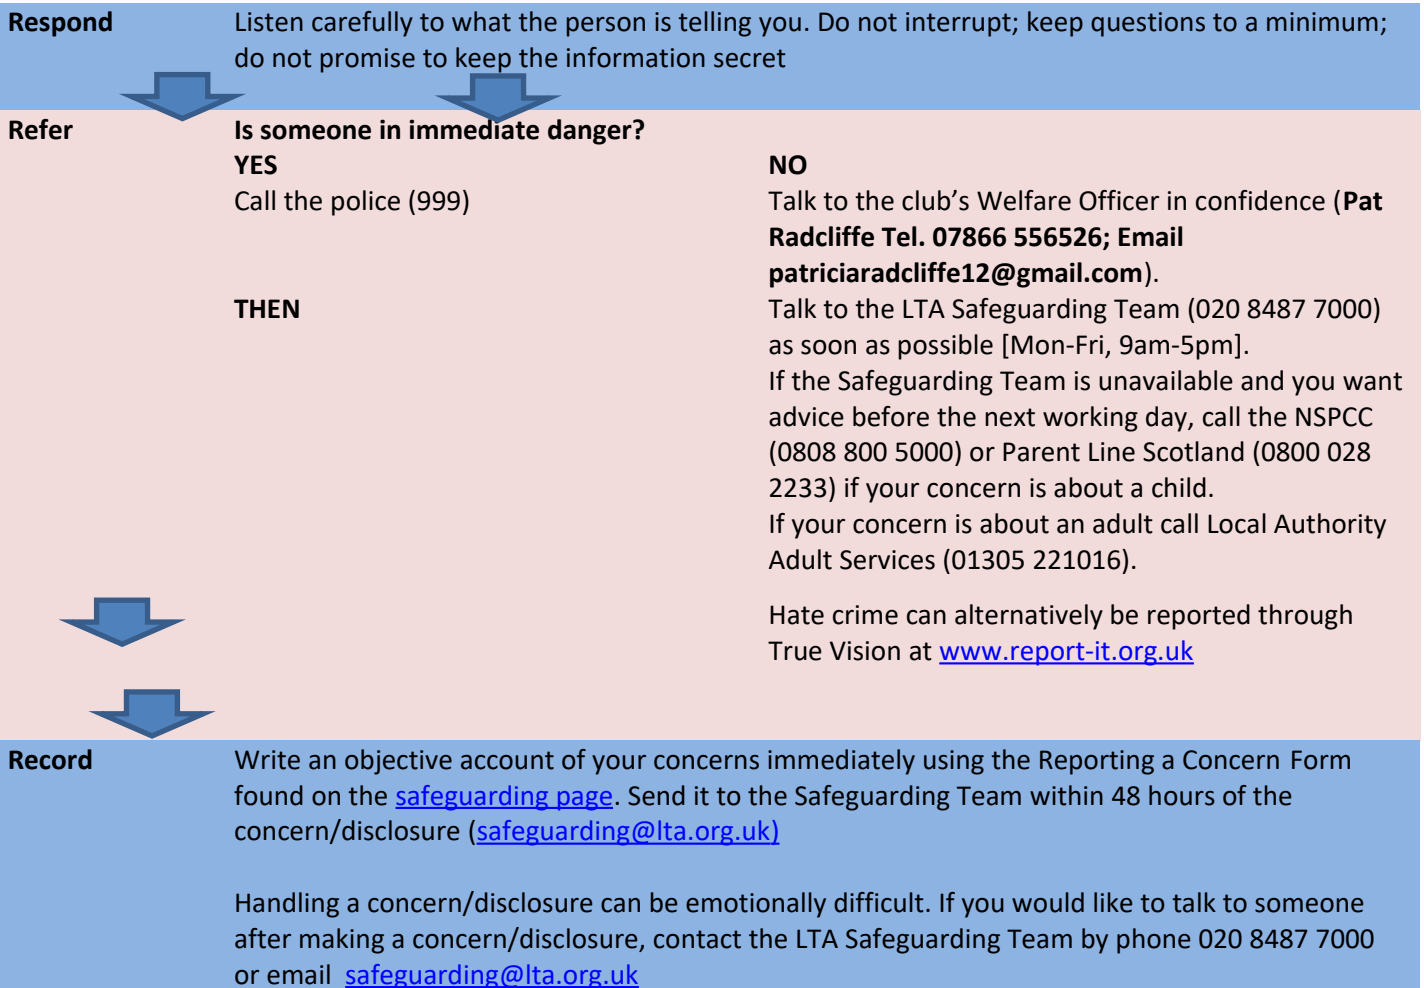 Respond
Listen carefully to what the person is telling you. Do not interrupt; keep questions to a minimum;
do not promise to keep the information secret
Refer
Is someone in immediate danger?
YES
NO
Call the police (999)
Talk to the club’s Welfare Officer in confidence (Pat
Radcliffe Tel. 07866 556526; Email
patriciaradcliffe12@gmail.com).
THEN
Talk to the LTA Safeguarding Team (020 8487 7000)
as soon as possible [Mon-Fri, 9am-5pm].
If the Safeguarding Team is unavailable and you want
advice before the next working day, call the NSPCC
(0808 800 5000) or Parent Line Scotland (0800 028
2233) if your concern is about a child.
If your concern is about an adult call Local Authority
Adult Services (01305 221016).
Hate crime can alternatively be reported through
True Vision at www.report-it.org.uk
Record
Write an objective account of your concerns immediately using the Reporting a Concern Form
found on the safeguarding page. Send it to the Safeguarding Team within 48 hours of the
concern/disclosure (safeguarding@lta.org.uk)
Handling a concern/disclosure can be emotionally difficult. If you would like to talk to someone
after making a concern/disclosure, contact the LTA Safeguarding Team by phone 020 8487 7000
or email safeguarding@lta.org.uk